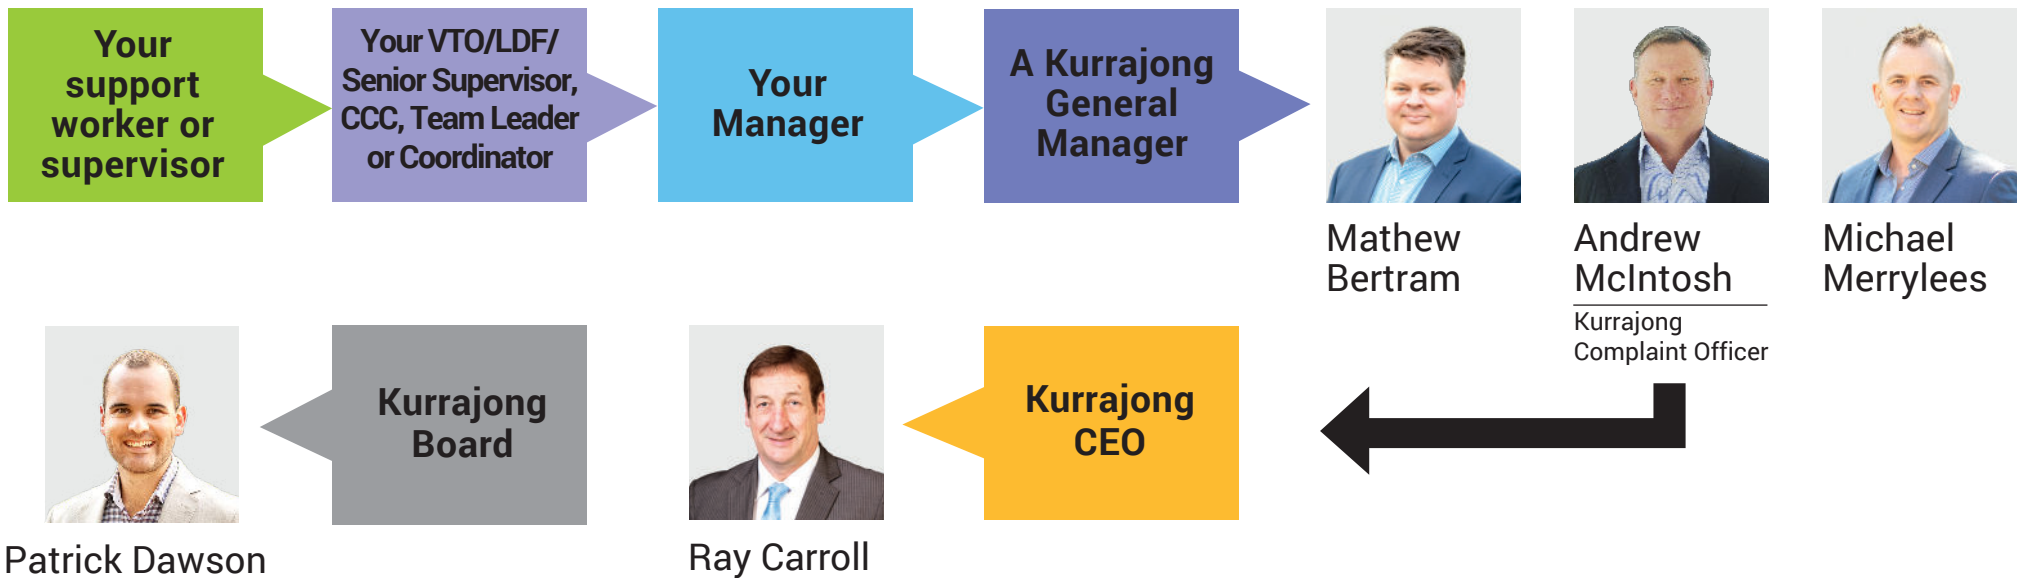 Your
support
worker or
supervisor
Your VTO/LDF/
Senior Supervisor,
CCC, Team Leader
or Coordinator
Your
Manager
A Kurrajong
General
Manager
Mathew
Bertram
Andrew
McIntosh
Kurrajong
Complaint Officer
Michael
Merrylees
Patrick Dawson
Kurrajong
Board
Ray Carroll
Kurrajong
CEO